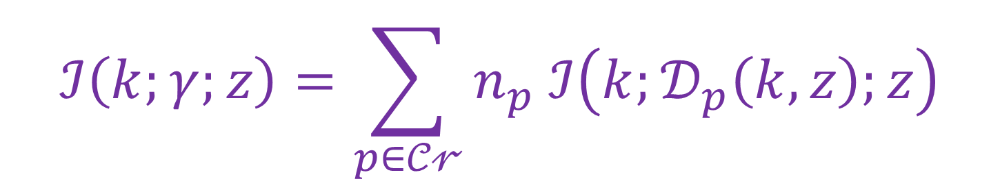 ℐ(k; γ; z) = ∑_{p∈𝒞𝓇} n_p ℐ(k; 𝒟_p(k, z); z)